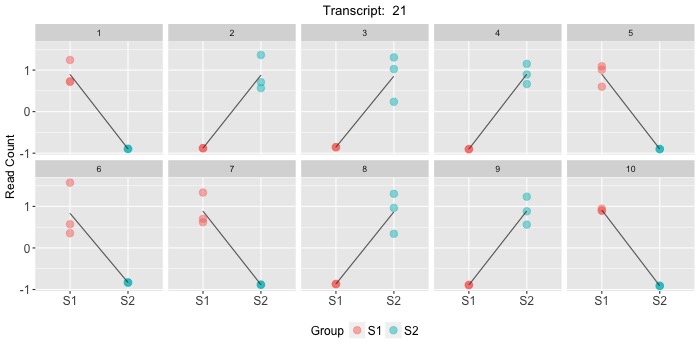 Transcript: 21
1 2 3 4 5
1
0
-1
Read Count
6 7 8 9 10
1
0
-1
S1 S2 S1 S2 S1 S2 S1 S2 S1 S2
Group S1 S2